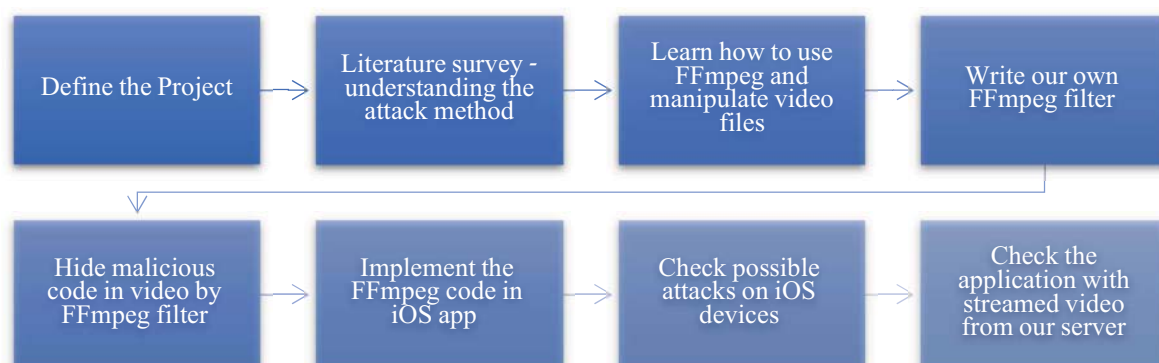 Define the Project
Literature survey -
understanding the
attack method
Learn how to use
FFmpeg and
manipulate video
files
Write our own
FFmpeg filter
Hide malicious
code in video by
FFmpeg filter
Implement the
FFmpeg code in
iOS app
Check possible
attacks on iOS
devices
Check the
application with
streamed video
from our server